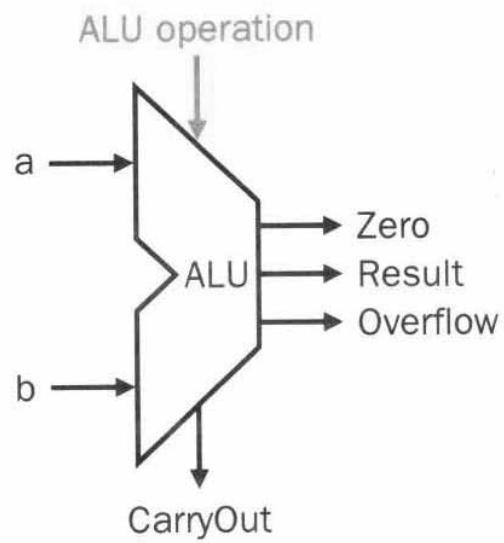 ALU operation
a
Zero
ALU
Result
Overflow
b
CarryOut